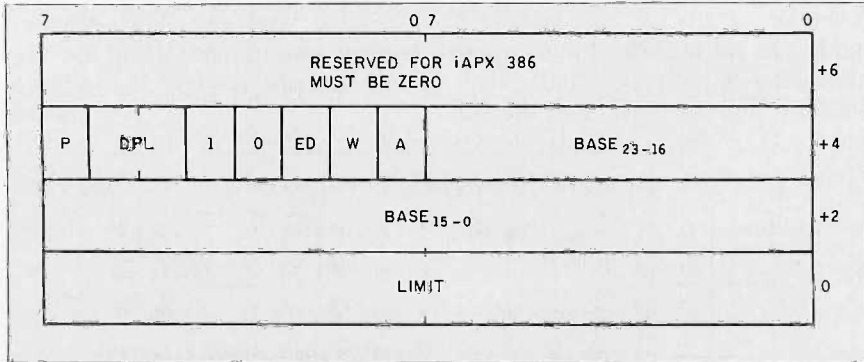 7 0 7 0
RESERVED FOR iAPX 386
MUST BE ZERO +6
P DPL 1 0 ED W A BASE23-16 +4
BASE15-0 +2
LIMIT 0